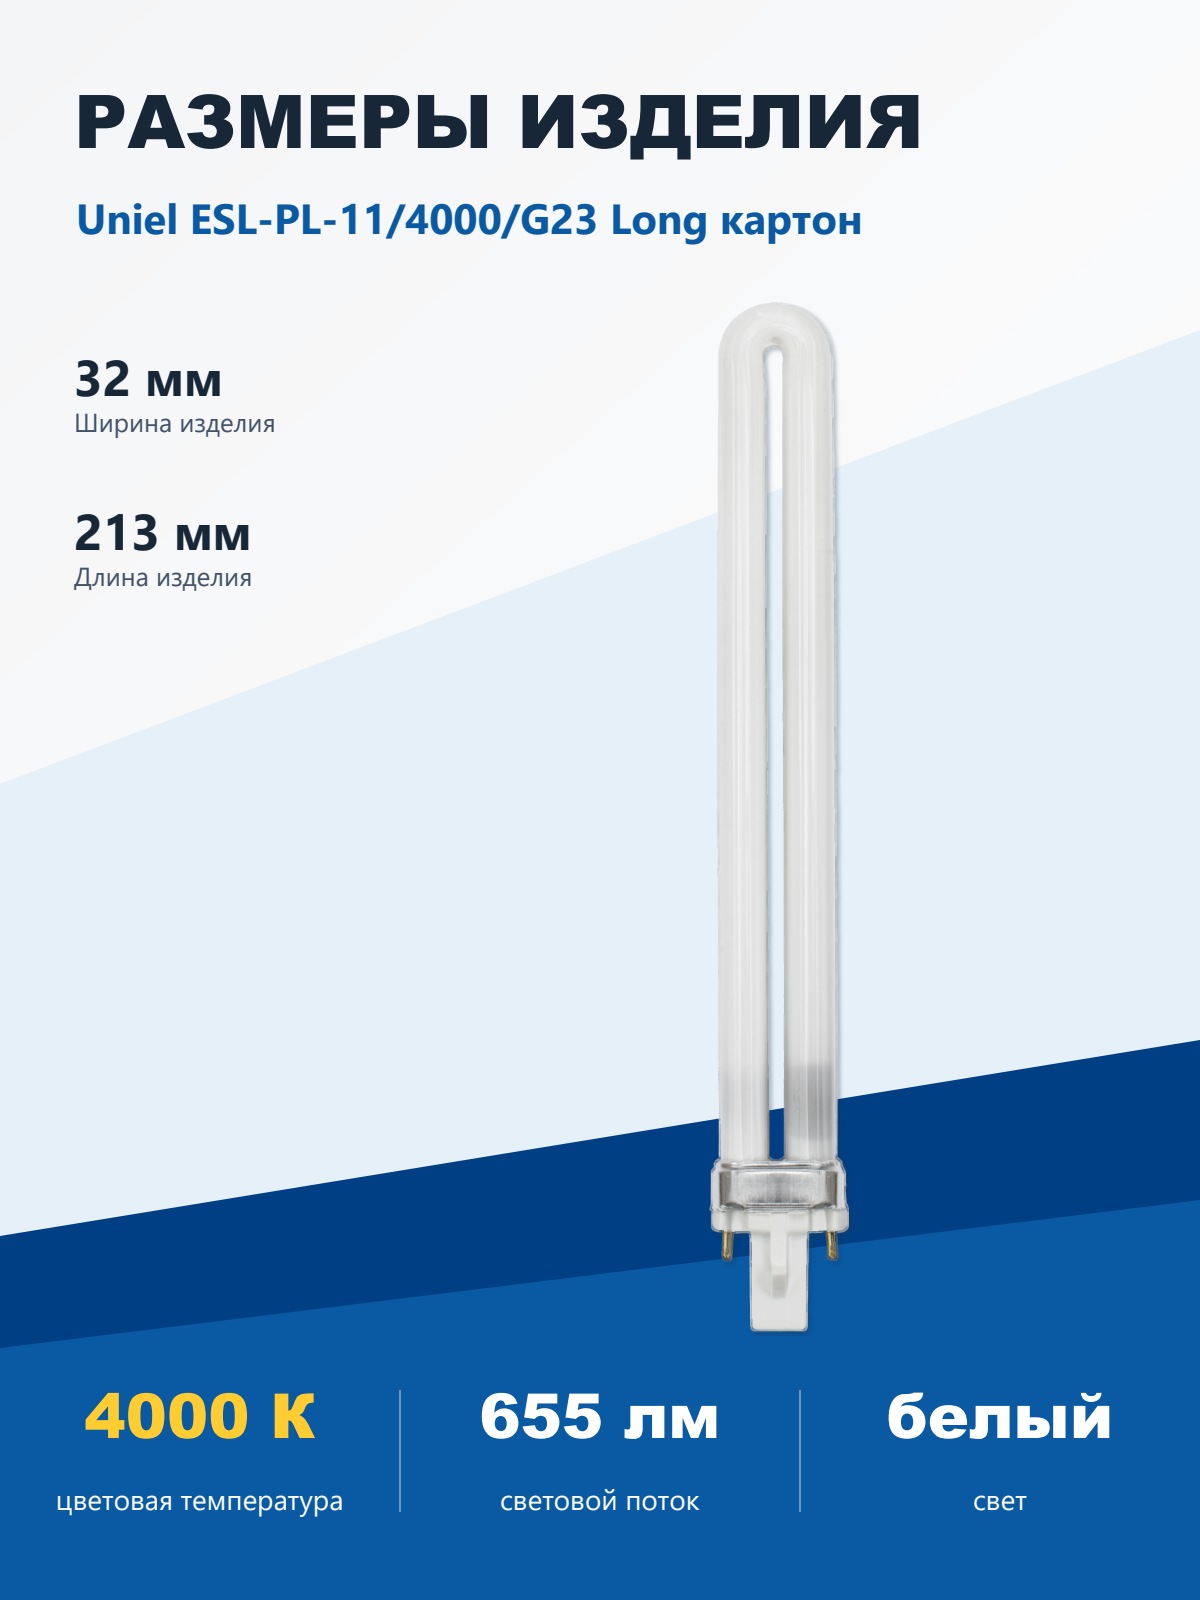 РАЗМЕРЫ ИЗДЕЛИЯ
Uniel ESL-PL-11/4000/G23 Long картон
32 мм
Ширина изделия
213 мм
Длина изделия
4000 К
цветовая температура
655 лм
световой поток
белый
свет